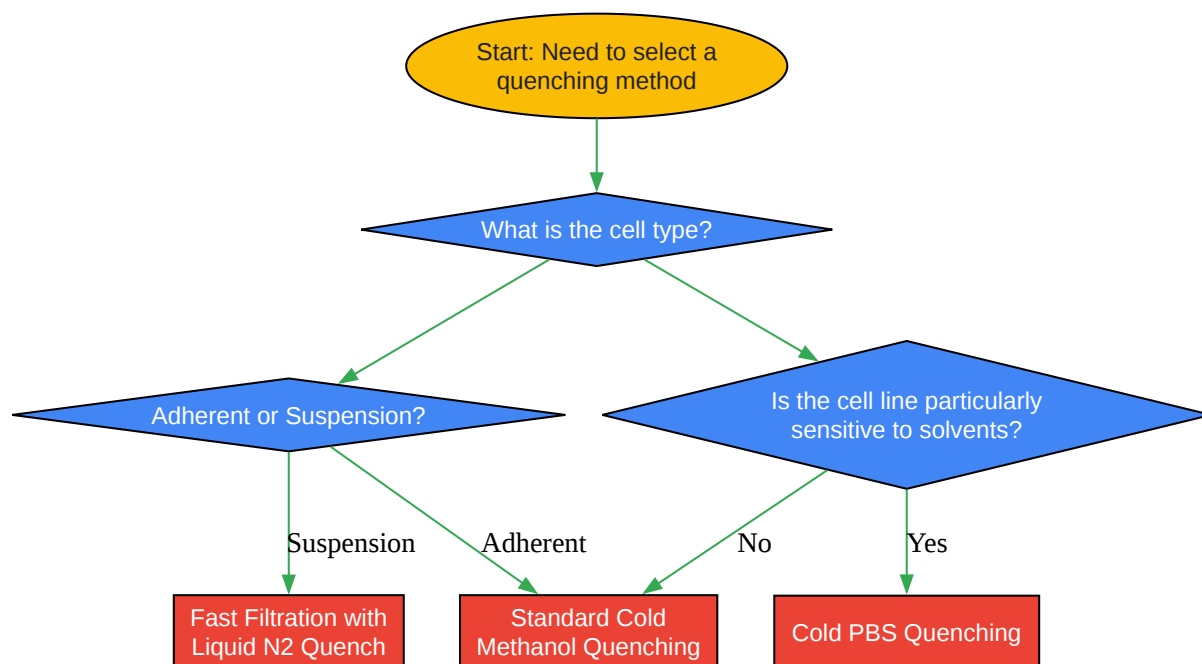 Start: Need to select a
quenching method
What is the cell type?
Adherent or Suspension?
Is the cell line particularly
sensitive to solvents?
Suspension
Adherent
No
Yes
Fast Filtration with
Liquid N2 Quench
Standard Cold
Methanol Quenching
Cold PBS Quenching